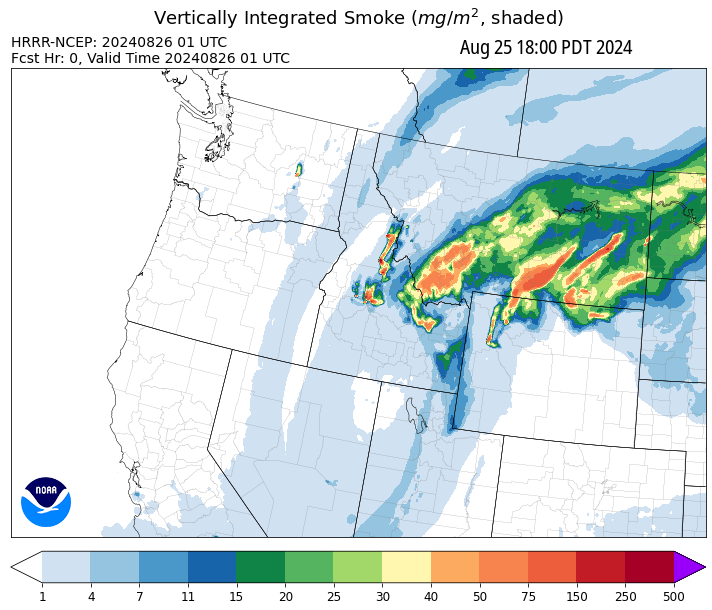 Vertically Integrated Smoke (mg/m², shaded)
HRRR-NCEP: 20240826 01 UTC
Fcst Hr: 0, Valid Time 20240826 01 UTC
Aug 25 18:00 PDT 2024
NOAA
1 4 7 11 15 20 25 30 40 50 75 150 250 500